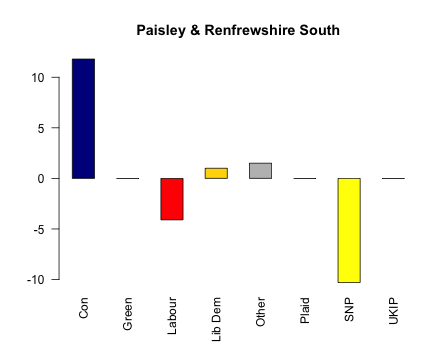 Paisley & Renfrewshire South
10
5
0
-5
-10
Con
Green
Labour
Lib Dem
Other
Plaid
SNP
UKIP